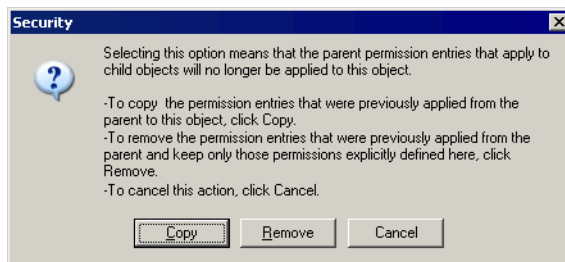 Security
Selecting this option means that the parent permission entries that apply to
child objects will no longer be applied to this object.
-To copy  the permission entries that were previously applied from the
parent to this object, click Copy.
-To remove the permission entries that were previously applied from the
parent and keep only those permissions explicitly defined here, click
Remove.
-To cancel this action, click Cancel.
Copy Remove Cancel